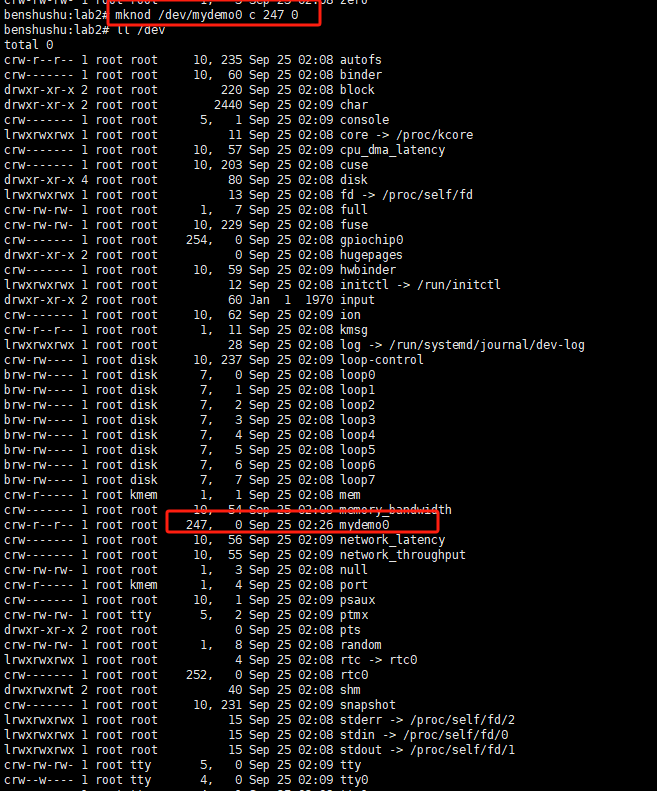 benshushu:lab2# mknod /dev/mydemo0 c 247 0
benshushu:lab2# ll /dev
total 0
crw-r--r-- 1 root root 10, 235 Sep 25 02:08 autofs
crw------- 1 root root 10, 60 Sep 25 02:08 binder
drwxr-xr-x 2 root root 220 Sep 25 02:08 block
drwxr-xr-x 2 root root 2440 Sep 25 02:09 char
crw------- 1 root root 5, 1 Sep 25 02:09 console
lrwxrwxrwx 1 root root 11 Sep 25 02:08 core -> /proc/kcore
crw------- 1 root root 10, 57 Sep 25 02:09 cpu_dma_latency
crw------- 1 root root 10, 203 Sep 25 02:08 cuse
drwxr-xr-x 4 root root 80 Sep 25 02:08 disk
lrwxrwxrwx 1 root root 13 Sep 25 02:08 fd -> /proc/self/fd
crw-rw-rw- 1 root root 1, 7 Sep 25 02:08 full
crw-rw-rw- 1 root root 10, 229 Sep 25 02:08 fuse
crw------- 1 root root 254, 0 Sep 25 02:08 gpiochip0
drwxr-xr-x 2 root root 0 Sep 25 02:08 hugepages
crw------- 1 root root 10, 59 Sep 25 02:09 hwbinder
lrwxrwxrwx 1 root root 12 Sep 25 02:08 initctl -> /run/initctl
drwxr-xr-x 2 root root 60 Jan 1 1970 input
crw------- 1 root root 10, 62 Sep 25 02:09 ion
crw-r--r-- 1 root root 1, 11 Sep 25 02:08 kmsg
lrwxrwxrwx 1 root root 28 Sep 25 02:08 log -> /run/systemd/journal/dev-log
crw-rw---- 1 root disk 10, 237 Sep 25 02:09 loop-control
brw-rw---- 1 root disk 7, 0 Sep 25 02:08 loop0
brw-rw---- 1 root disk 7, 1 Sep 25 02:08 loop1
brw-rw---- 1 root disk 7, 2 Sep 25 02:08 loop2
brw-rw---- 1 root disk 7, 3 Sep 25 02:08 loop3
brw-rw---- 1 root disk 7, 4 Sep 25 02:08 loop4
brw-rw---- 1 root disk 7, 5 Sep 25 02:08 loop5
brw-rw---- 1 root disk 7, 6 Sep 25 02:08 loop6
brw-rw---- 1 root disk 7, 7 Sep 25 02:08 loop7
crw-r----- 1 root kmem 1, 1 Sep 25 02:08 mem
crw------- 1 root root 10, 54 Sep 25 02:09 memory_bandwidth
crw-r--r-- 1 root root 247, 0 Sep 25 02:26 mydemo0
crw------- 1 root root 10, 56 Sep 25 02:09 network_latency
crw------- 1 root root 10, 55 Sep 25 02:09 network_throughput
crw-rw-rw- 1 root root 1, 3 Sep 25 02:08 null
crw-r----- 1 root kmem 1, 4 Sep 25 02:08 port
crw------- 1 root root 10, 1 Sep 25 02:09 psaux
crw-rw-rw- 1 root tty 5, 2 Sep 25 02:09 ptmx
drwxr-xr-x 2 root root 0 Sep 25 02:08 pts
crw-rw-rw- 1 root root 1, 8 Sep 25 02:08 random
lrwxrwxrwx 1 root root 4 Sep 25 02:08 rtc -> rtc0
crw------- 1 root root 252, 0 Sep 25 02:08 rtc0
drwxrwxrwt 2 root root 40 Sep 25 02:08 shm
crw------- 1 root root 10, 231 Sep 25 02:09 snapshot
lrwxrwxrwx 1 root root 15 Sep 25 02:08 stderr -> /proc/self/fd/2
lrwxrwxrwx 1 root root 15 Sep 25 02:08 stdin -> /proc/self/fd/0
lrwxrwxrwx 1 root root 15 Sep 25 02:08 stdout -> /proc/self/fd/1
crw-rw-rw- 1 root tty 5, 0 Sep 25 02:09 tty
crw--w---- 1 root tty 4, 0 Sep 25 02:09 tty0